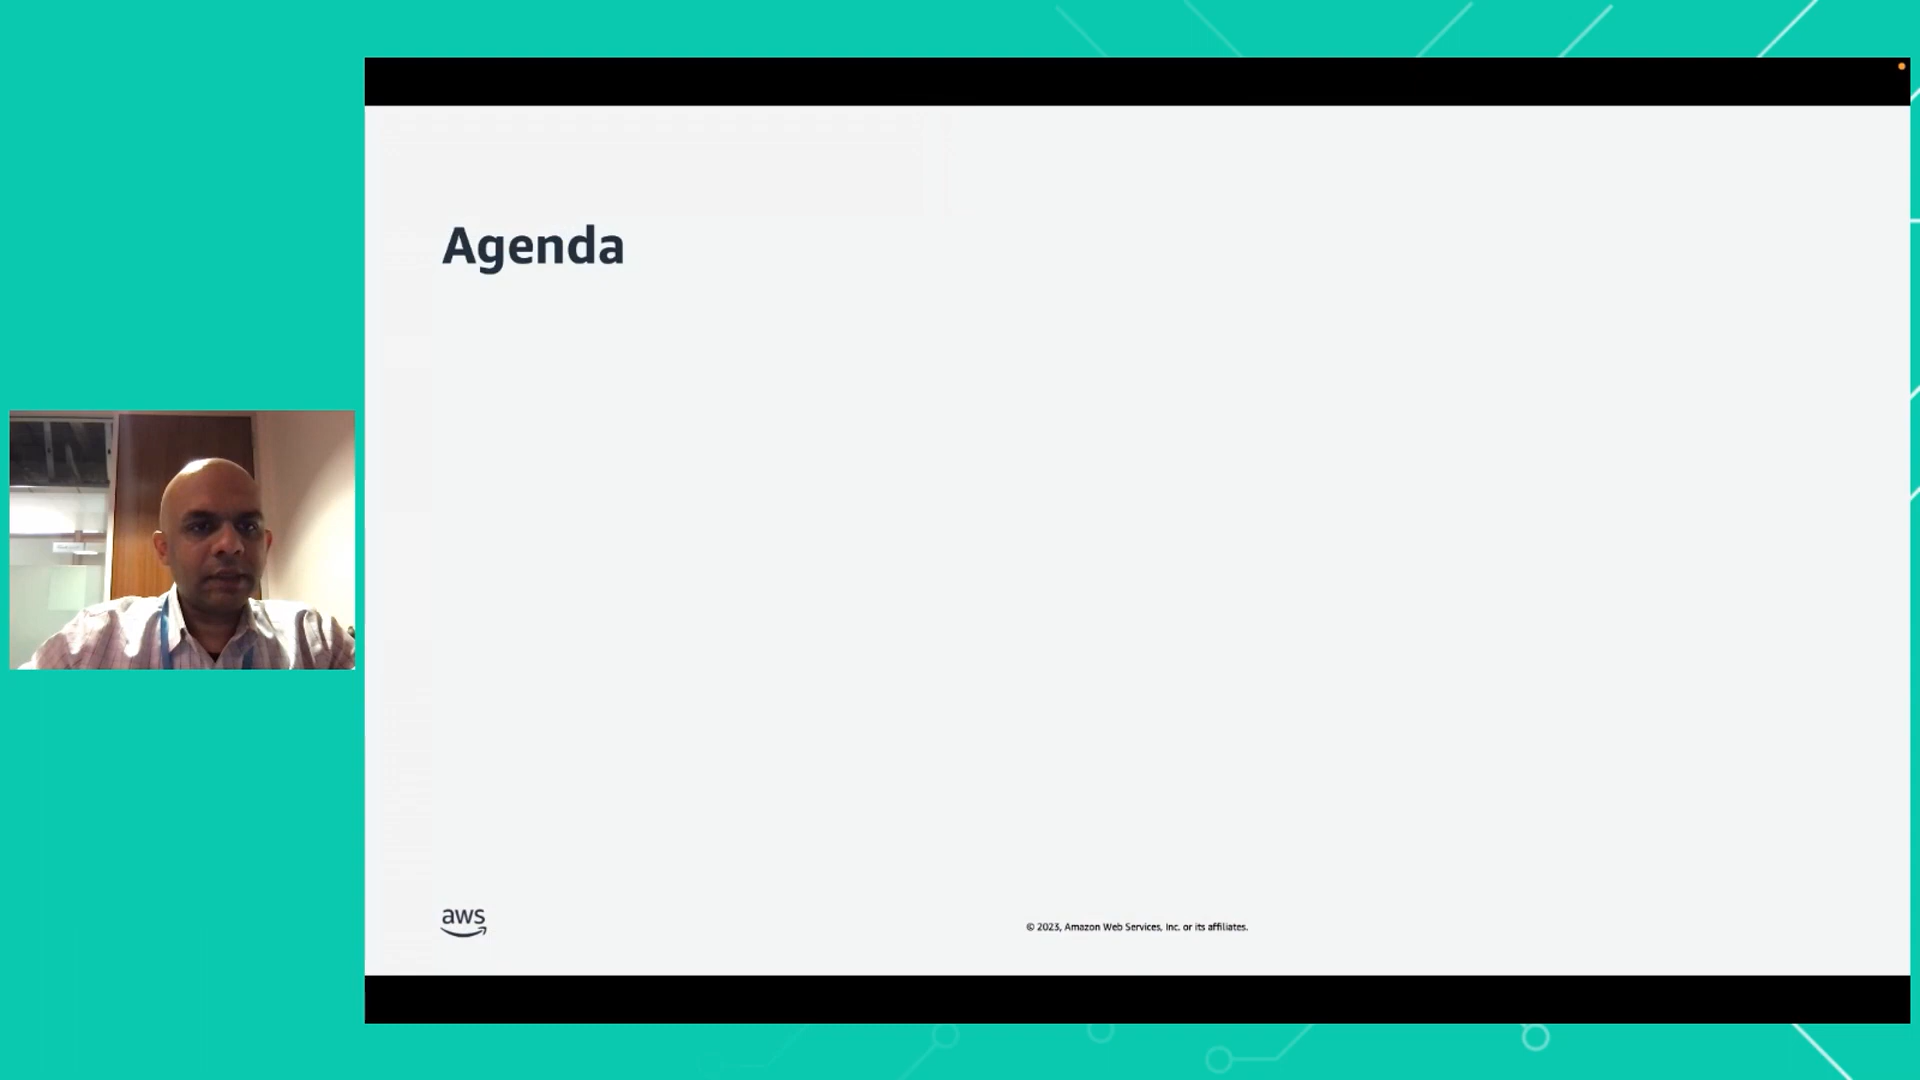 Agenda
aws
© 2023, Amazon Web Services, Inc. or its affiliates.